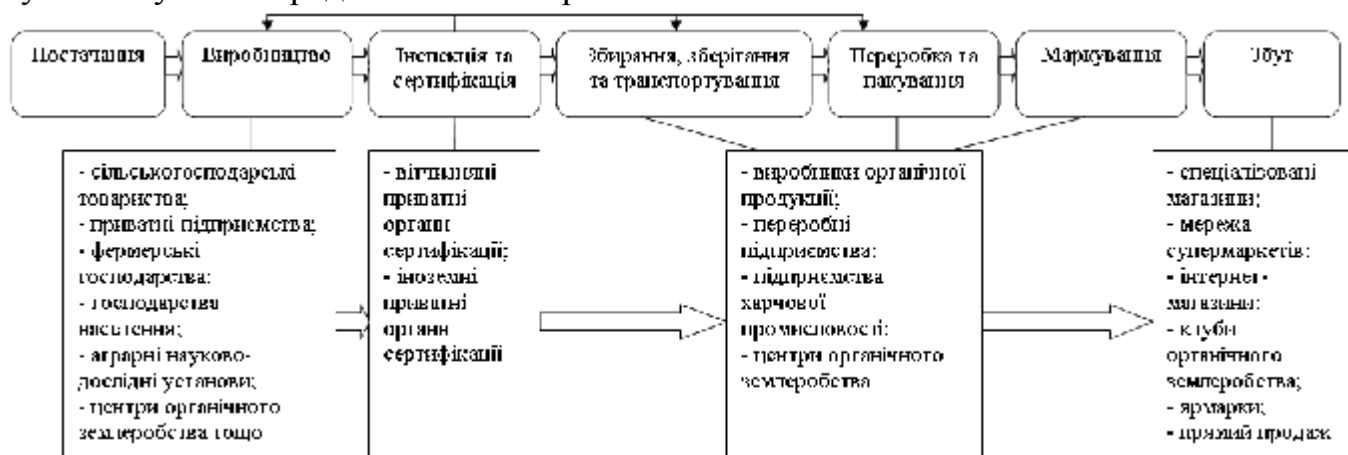 Постачання
Виробництво
Інспекція та
сертифікація
Збирання, зберігання
та транспортування
Переробка та
пакування
Маркування
Збут
- сільськогосподарські
товариства;
- приватні підприємства;
- фермерські
господарства;
- господарства
населення;
- аграрні науково-
дослідні установи;
- центри органічного
землеробства тощо
- вітчизняні
приватні
органи
сертифікації;
- іноземні
приватні
органи
сертифікації
- виробники органічної
продукції;
- переробні
підприємства;
- підприємства
харчової
промисловості;
- центри органічного
землеробства
- спеціалізовані
магазини;
- мережа
супермаркетів;
- інтернет-
магазини;
- клуби
органічного
землеробства;
- ярмарки;
- прямий продаж